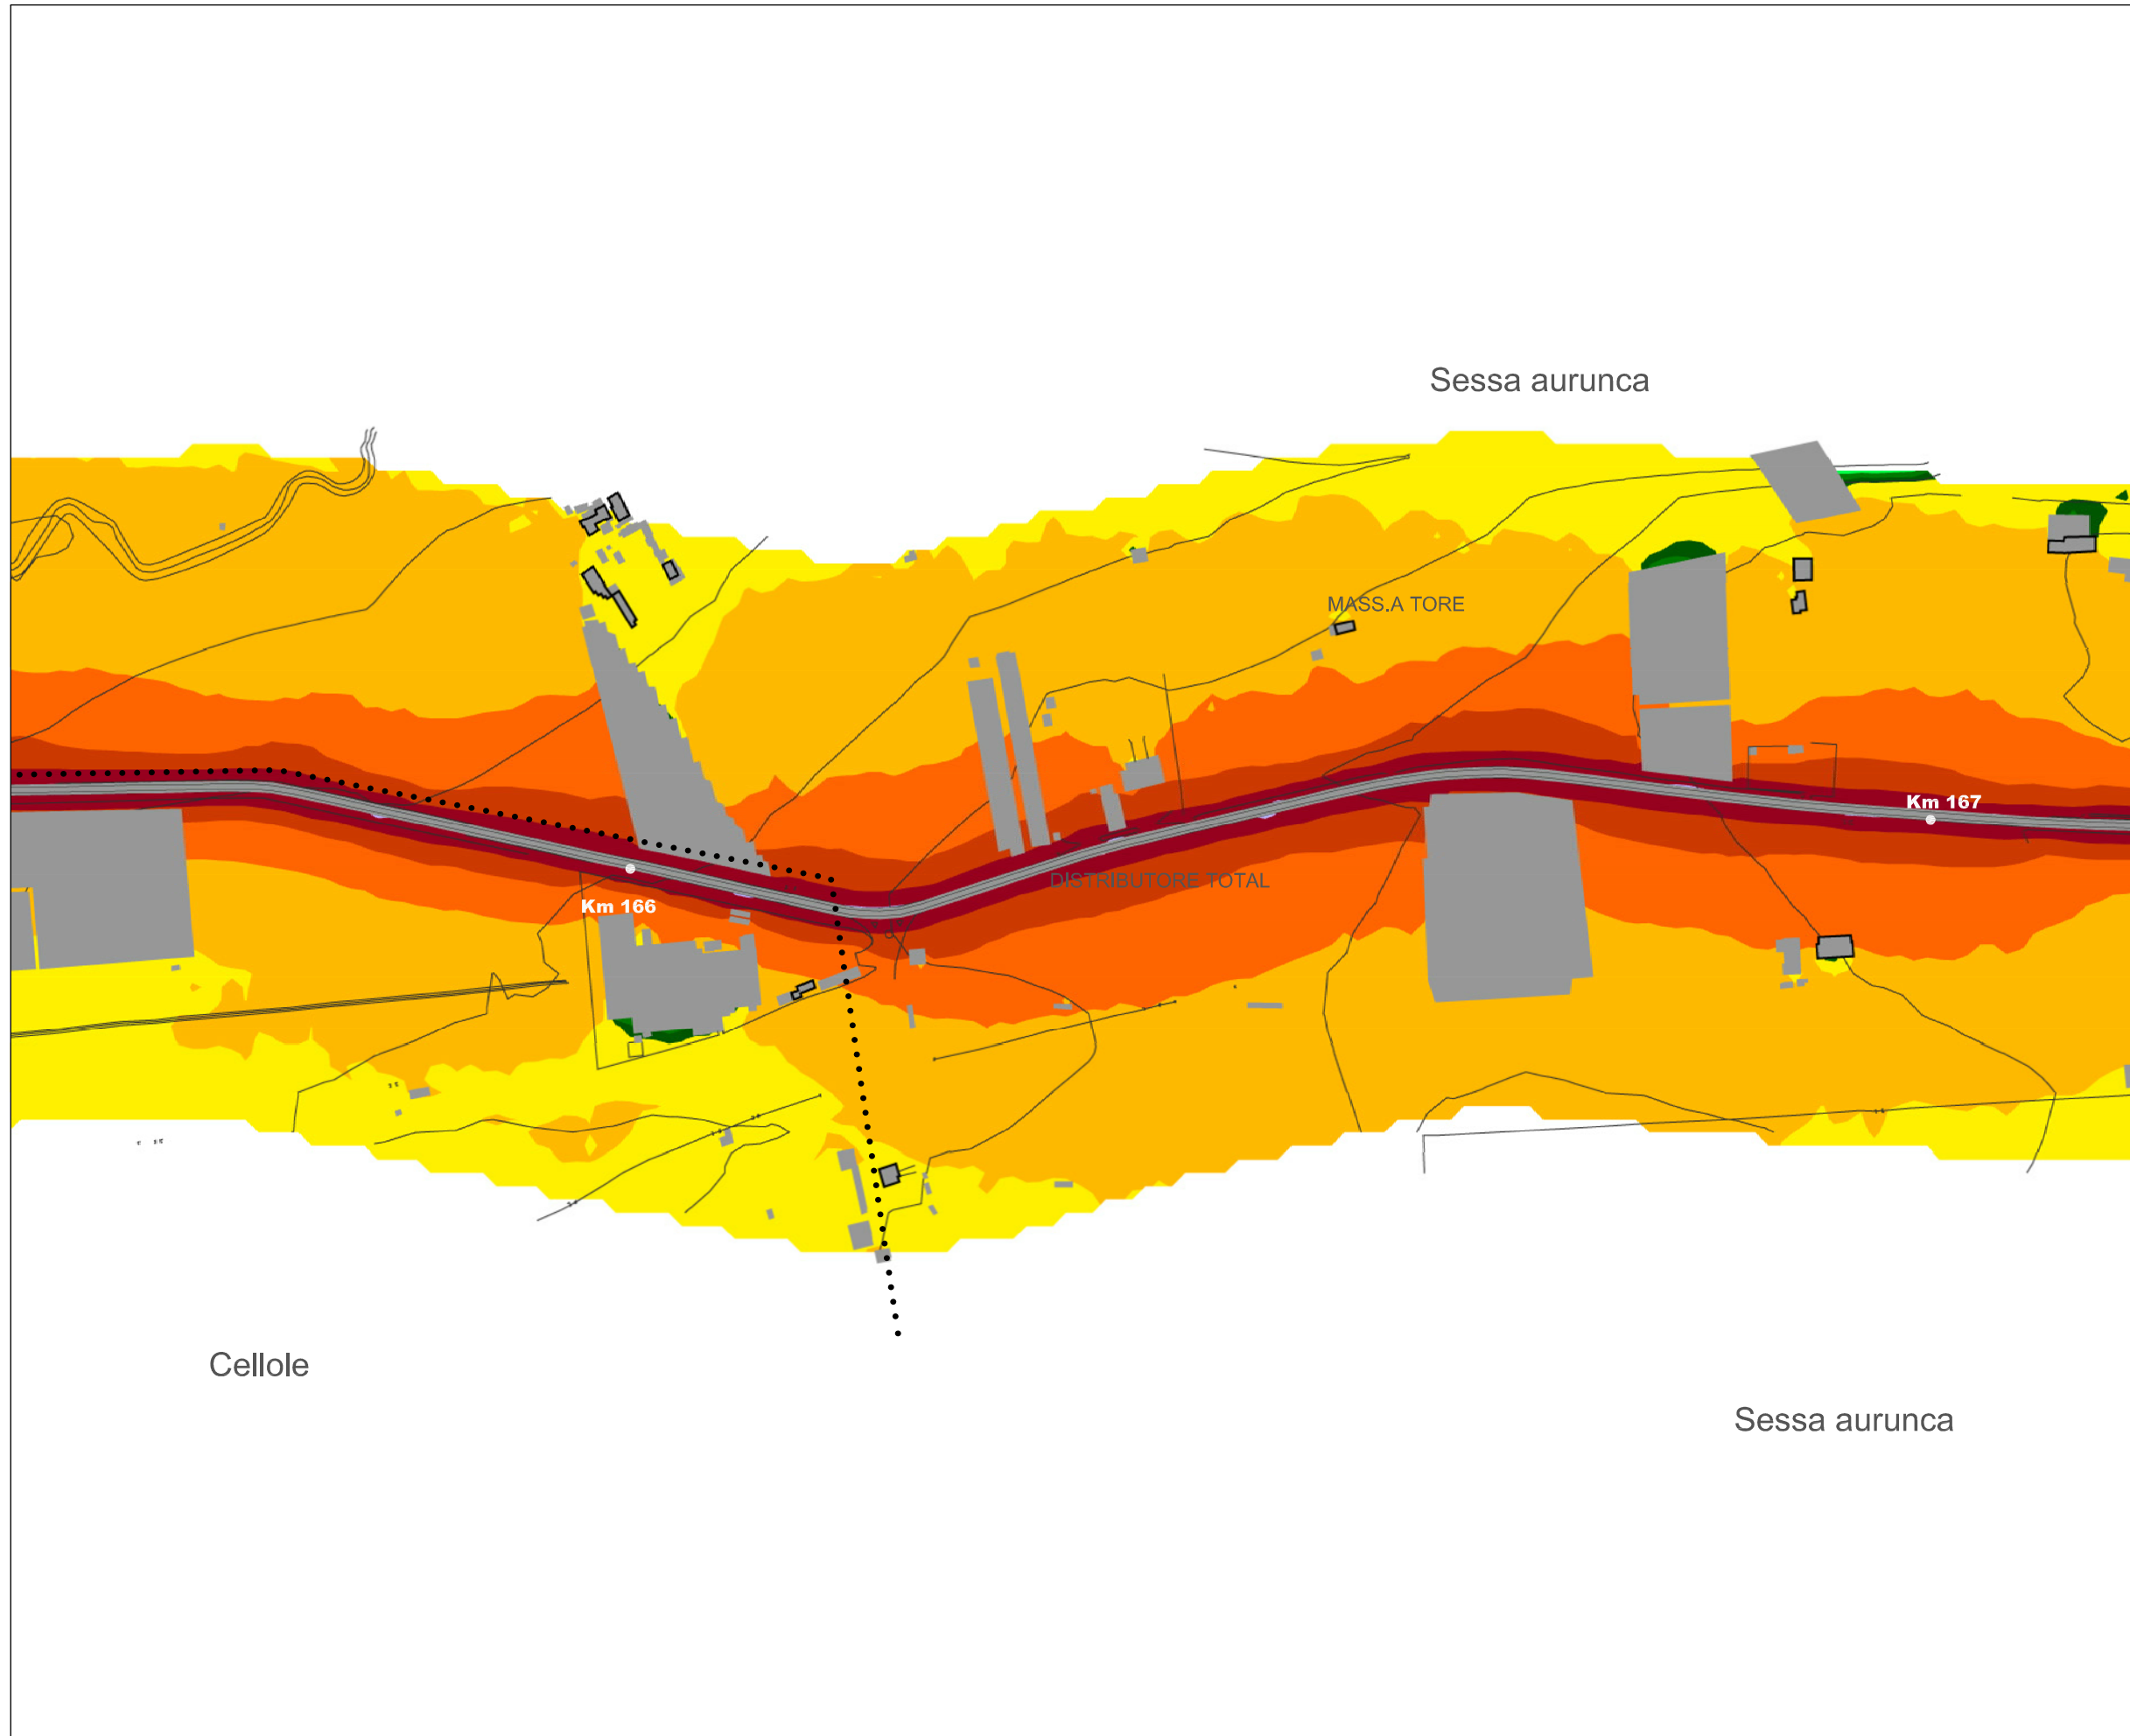 Sessa aurunca
MASS.A TORE
Km 167
DISTRIBUTORE TOTAL
Km 166
Cellole
Sessa aurunca